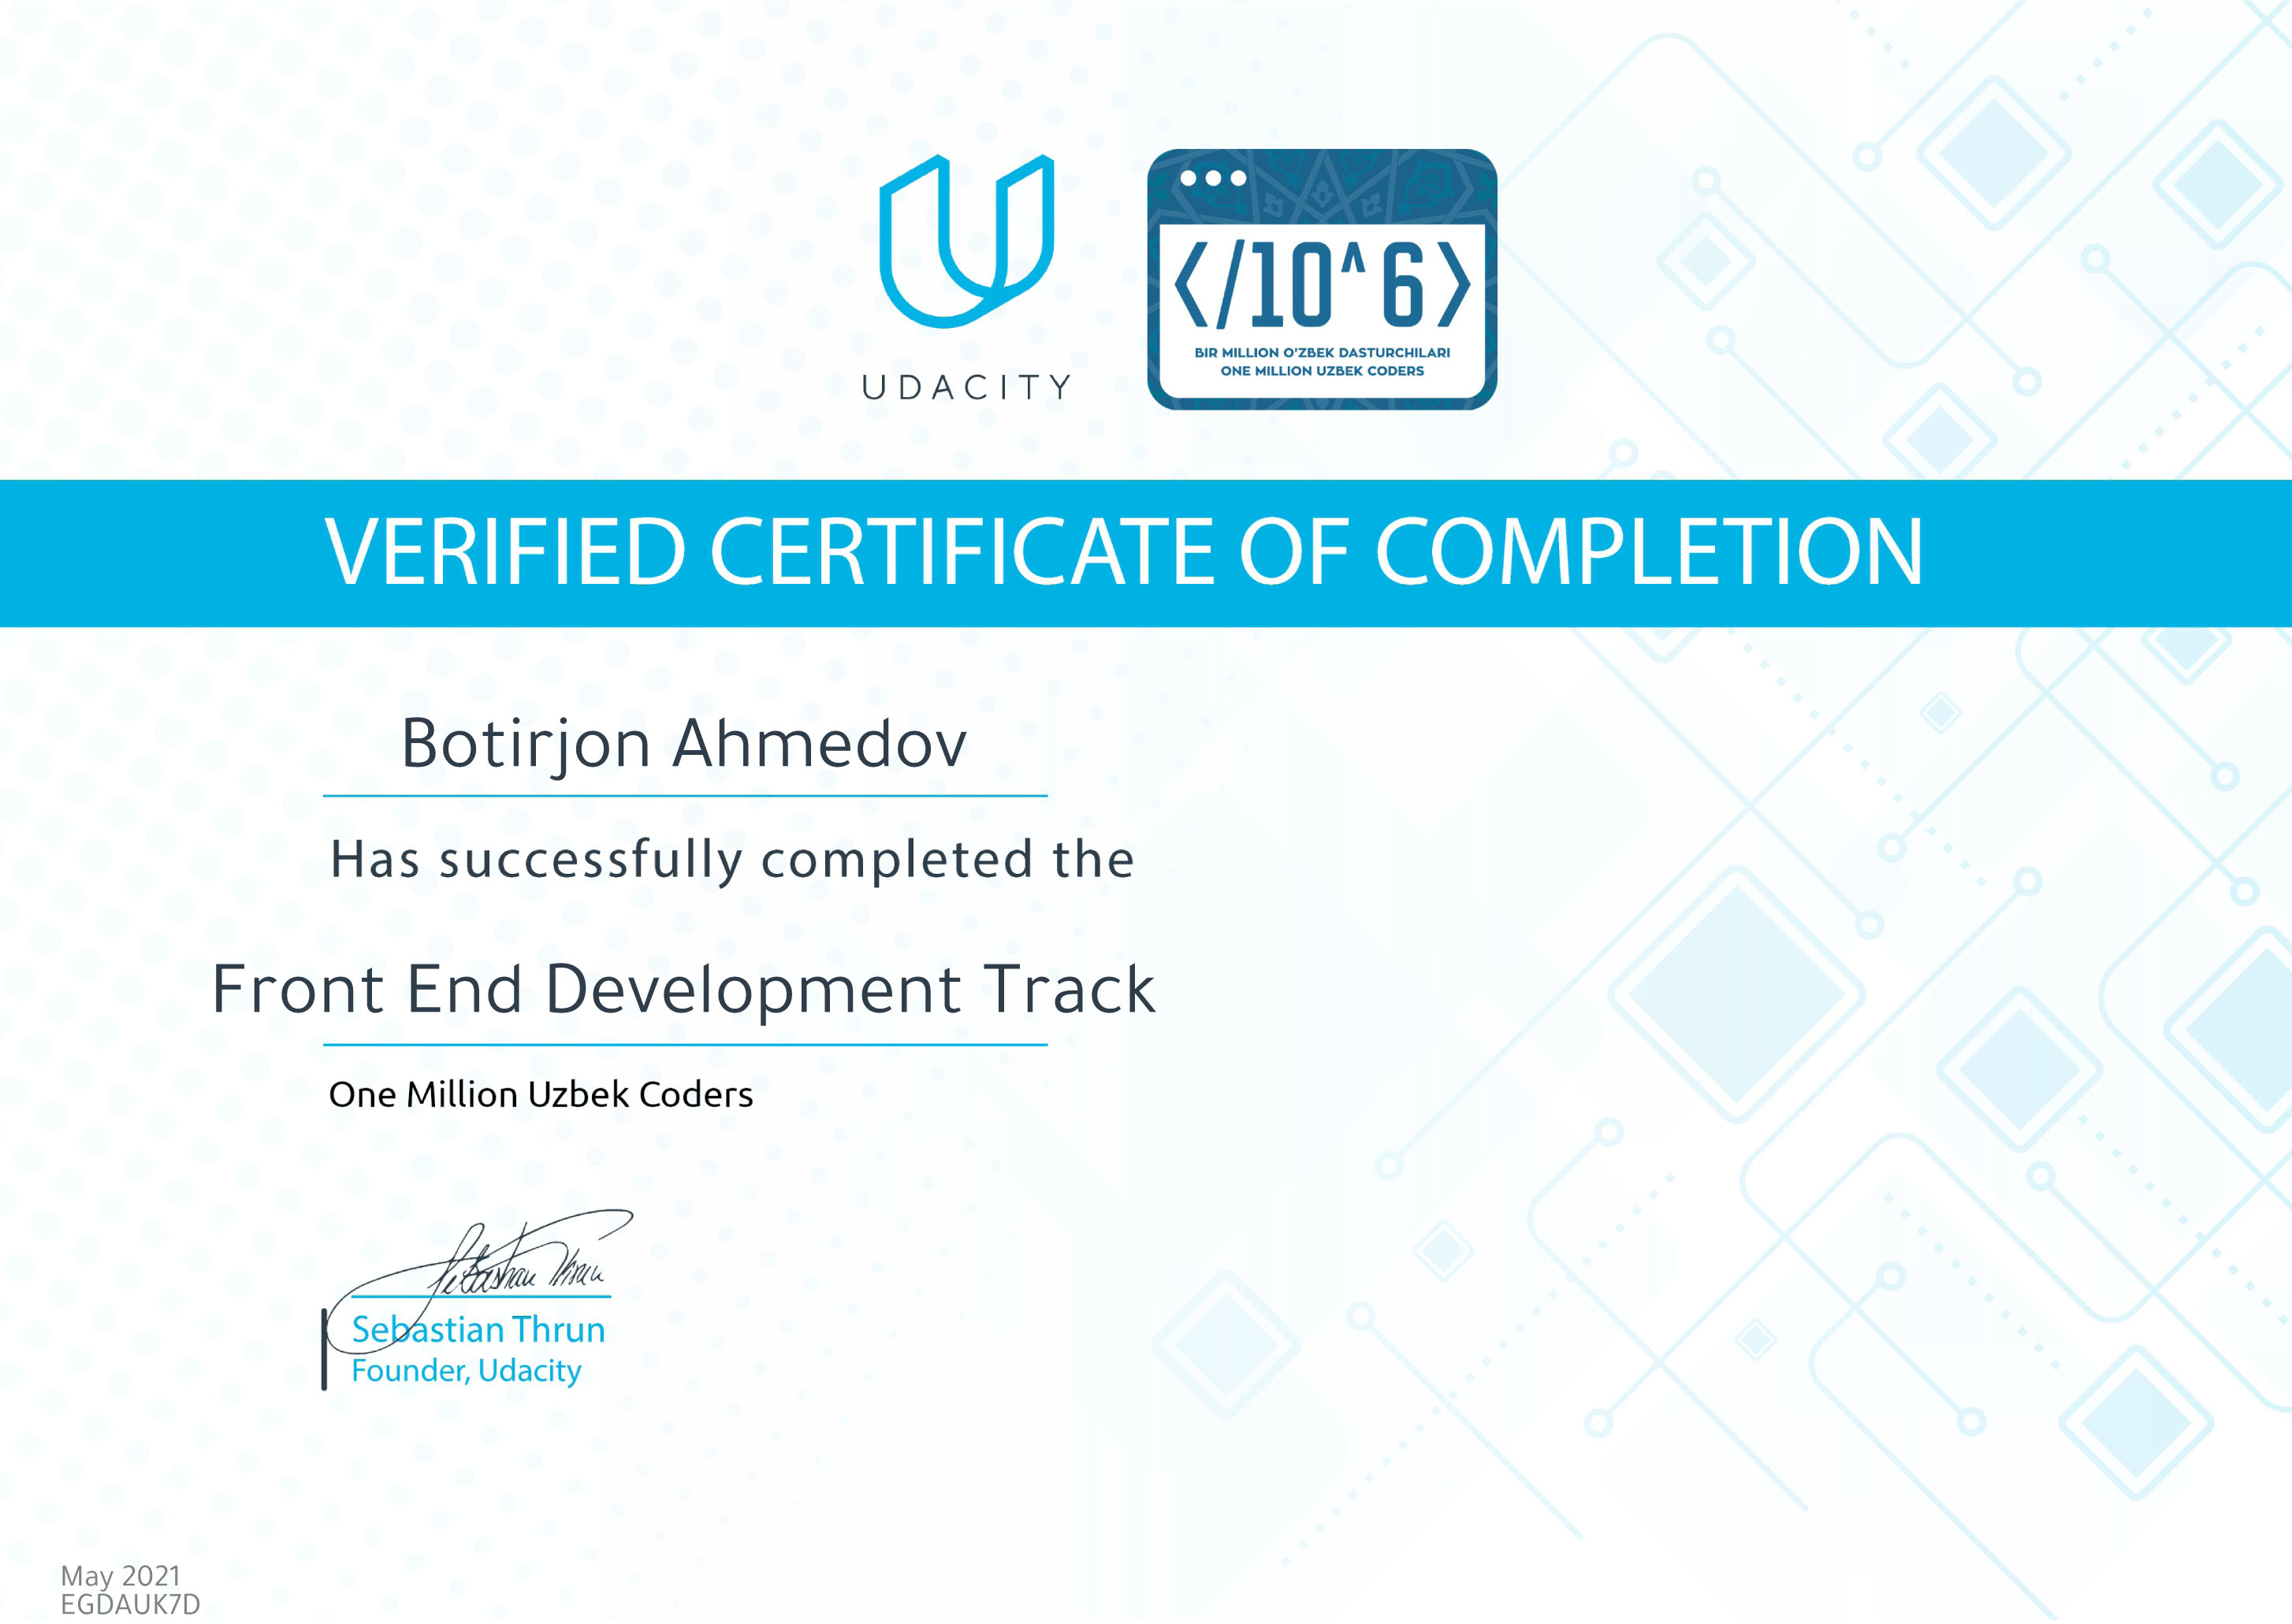 UDACITY
</10^6>
BIR MILLION O'ZBEK DASTURCHILARI
ONE MILLION UZBEK CODERS
VERIFIED CERTIFICATE OF COMPLETION
Botirjon Ahmedov
Has successfully completed the
Front End Development Track
One Million Uzbek Coders
Sebastian Thrun
Sebastian Thrun
Founder, Udacity
May 2021
EGDAUK7D